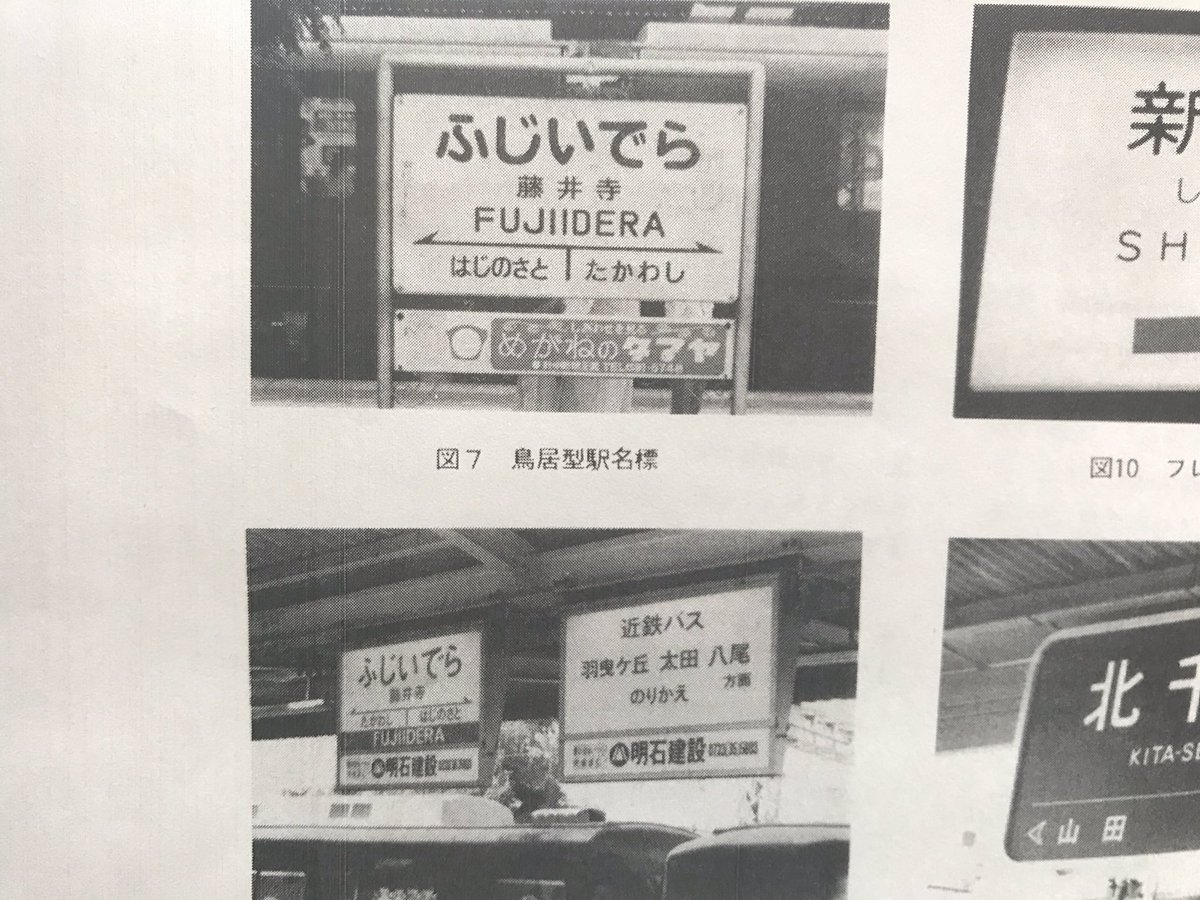 ふじいでら
藤井寺
FUJIIDERA
はじのさと たかわし
めがねのタマヤ
図7 鳥居型駅名標
新
し
SH
図10 フレ
ふじいでら
藤井寺
たかわし はじのさと
FUJIIDERA
明石建設
近鉄バス
羽曳ケ丘 太田 八尾
のりかえ 方面
明石建設
北千
KITA-SE
山田